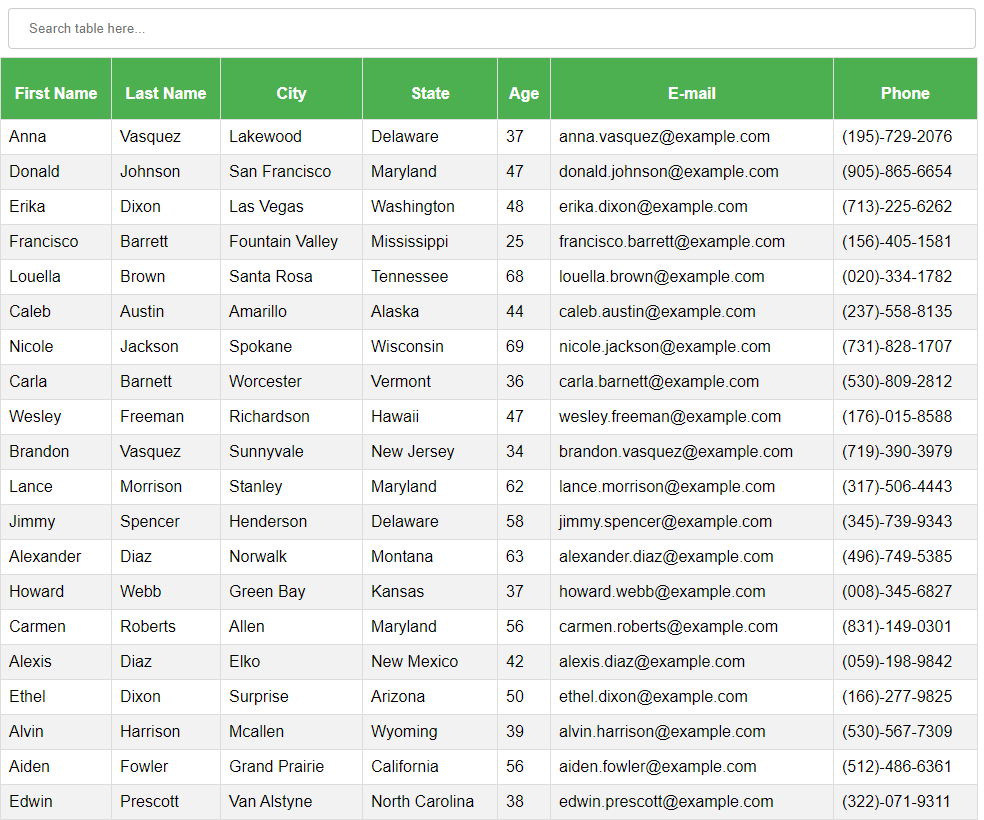 Search table here...
First Name Last Name City State Age E-mail Phone
Anna Vasquez Lakewood Delaware 37 anna.vasquez@example.com (195)-729-2076
Donald Johnson San Francisco Maryland 47 donald.johnson@example.com (905)-865-6654
Erika Dixon Las Vegas Washington 48 erika.dixon@example.com (713)-225-6262
Francisco Barrett Fountain Valley Mississippi 25 francisco.barrett@example.com (156)-405-1581
Louella Brown Santa Rosa Tennessee 68 louella.brown@example.com (020)-334-1782
Caleb Austin Amarillo Alaska 44 caleb.austin@example.com (237)-558-8135
Nicole Jackson Spokane Wisconsin 69 nicole.jackson@example.com (731)-828-1707
Carla Barnett Worcester Vermont 36 carla.barnett@example.com (530)-809-2812
Wesley Freeman Richardson Hawaii 47 wesley.freeman@example.com (176)-015-8588
Brandon Vasquez Sunnyvale New Jersey 34 brandon.vasquez@example.com (719)-390-3979
Lance Morrison Stanley Maryland 62 lance.morrison@example.com (317)-506-4443
Jimmy Spencer Henderson Delaware 58 jimmy.spencer@example.com (345)-739-9343
Alexander Diaz Norwalk Montana 63 alexander.diaz@example.com (496)-749-5385
Howard Webb Green Bay Kansas 37 howard.webb@example.com (008)-345-6827
Carmen Roberts Allen Maryland 56 carmen.roberts@example.com (831)-149-0301
Alexis Diaz Elko New Mexico 42 alexis.diaz@example.com (059)-198-9842
Ethel Dixon Surprise Arizona 50 ethel.dixon@example.com (166)-277-9825
Alvin Harrison Mcallen Wyoming 39 alvin.harrison@example.com (530)-567-7309
Aiden Fowler Grand Prairie California 56 aiden.fowler@example.com (512)-486-6361
Edwin Prescott Van Alstyne North Carolina 38 edwin.prescott@example.com (322)-071-9311